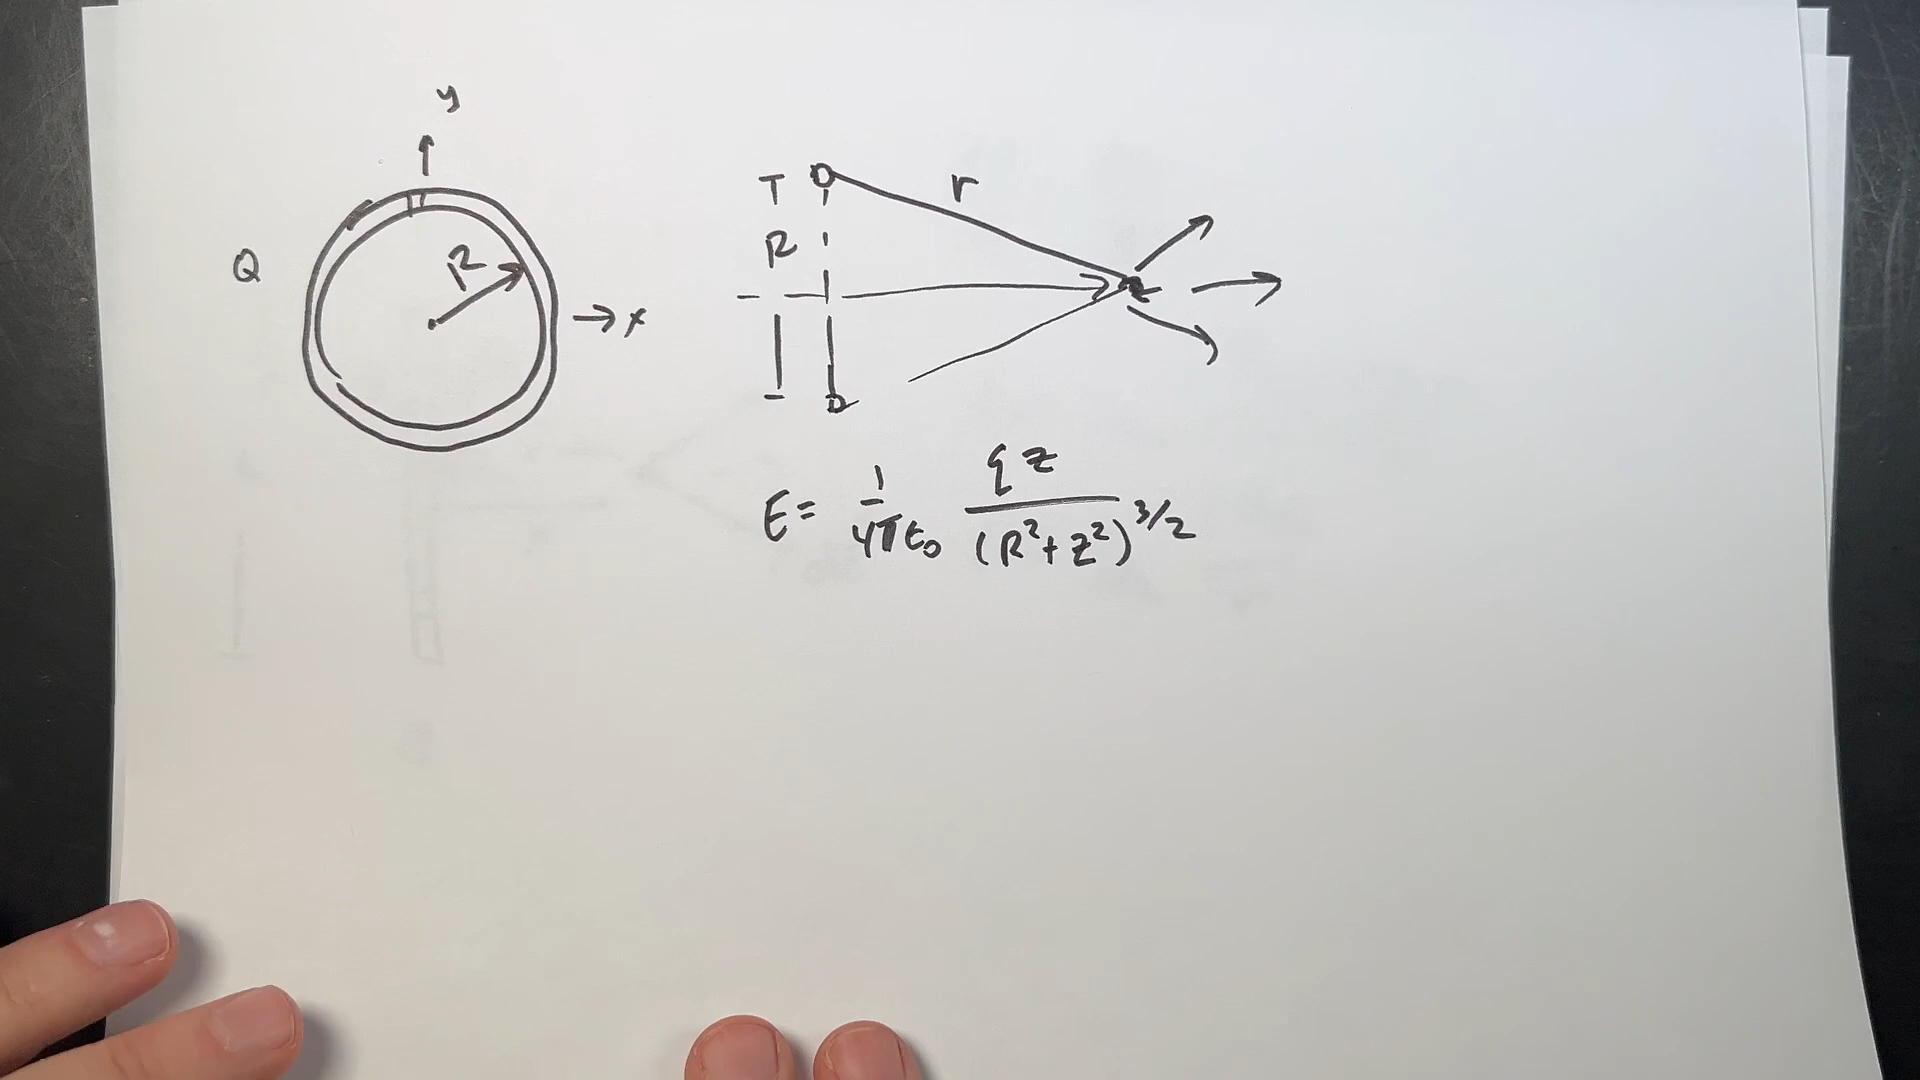 y
Q
R
x
R
r
E = 1/4πε₀ qz/(R²+z²)^3/2